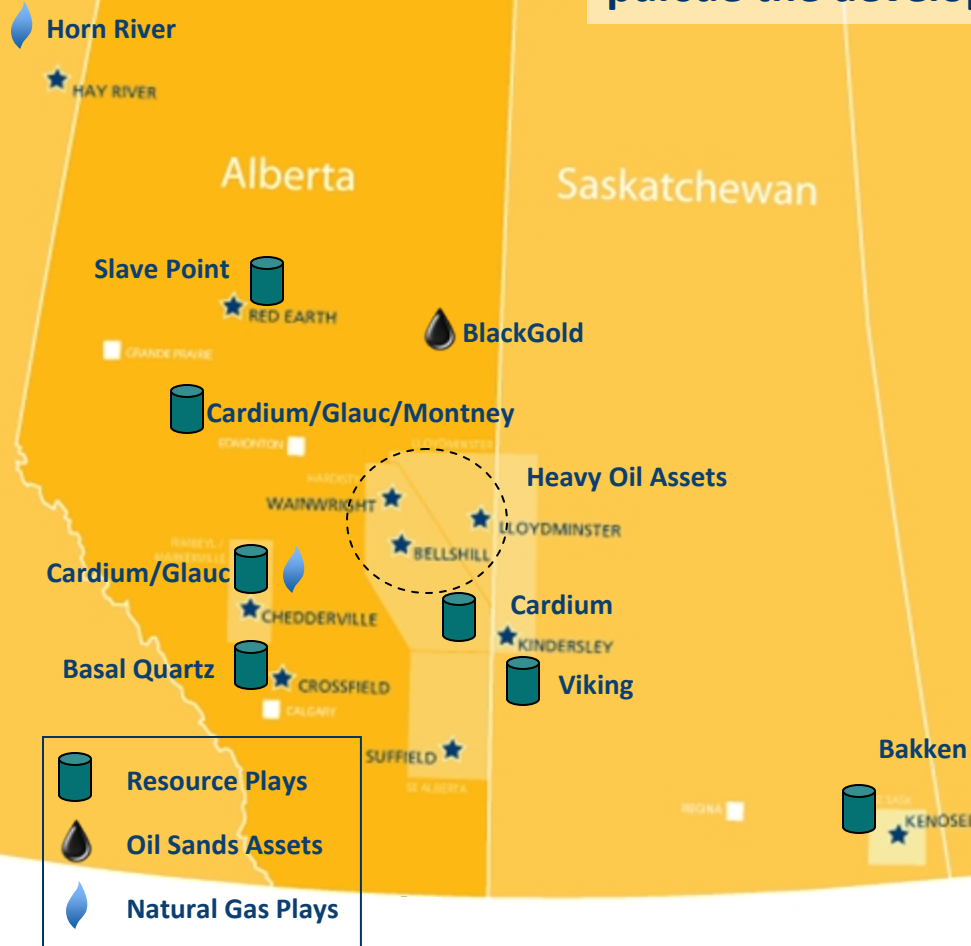 Horn River
HAY RIVER
Alberta
Saskatchewan
Slave Point
RED EARTH
BlackGold
GRANDE PRAIRIE
Cardium/Glauc/Montney
EDMONTON
LLOYDMINSTER
Heavy Oil Assets
WAINWRIGHT
LLOYDMINSTER
BELLSHILL
Cardium/Glauc
Cardium
CHEDDERVILLE
KINDERSLEY
Basal Quartz
CROSSFIELD
Viking
CALGARY
SUFFIELD
Bakken
SE ALBERTA
REGINA
Resource Plays
Oil Sands Assets
Natural Gas Plays